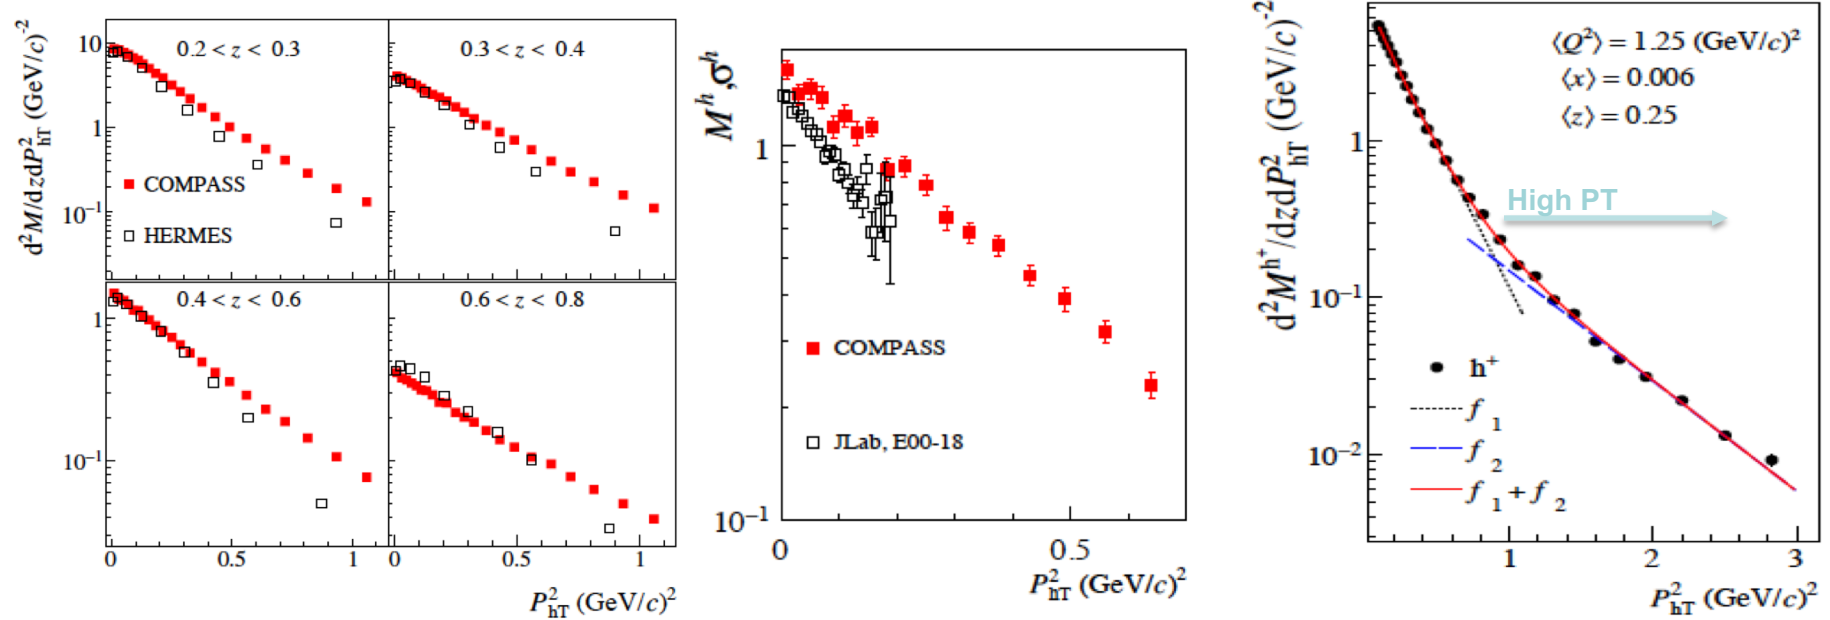 d²M/dzdP²hT (GeV/c)⁻²
10
1
10⁻¹
0.2 < z < 0.3
COMPASS
HERMES
0.3 < z < 0.4
1
10⁻¹
0.4 < z < 0.6
0.6 < z < 0.8
0 0.5 1 0 0.5 1
P²hT (GeV/c)²
Mʰ,σʰ
1
10⁻¹
COMPASS
JLab, E00-18
0 0.5
P²hT (GeV/c)²
d²Mʰ⁺/dzdP²hT (GeV/c)⁻²
1
10⁻¹
10⁻²
⟨Q²⟩ = 1.25 (GeV/c)²
⟨x⟩ = 0.006
⟨z⟩ = 0.25
High PT
h⁺
f₁
f₂
f₁ + f₂
1 2 3
P²hT (GeV/c)²